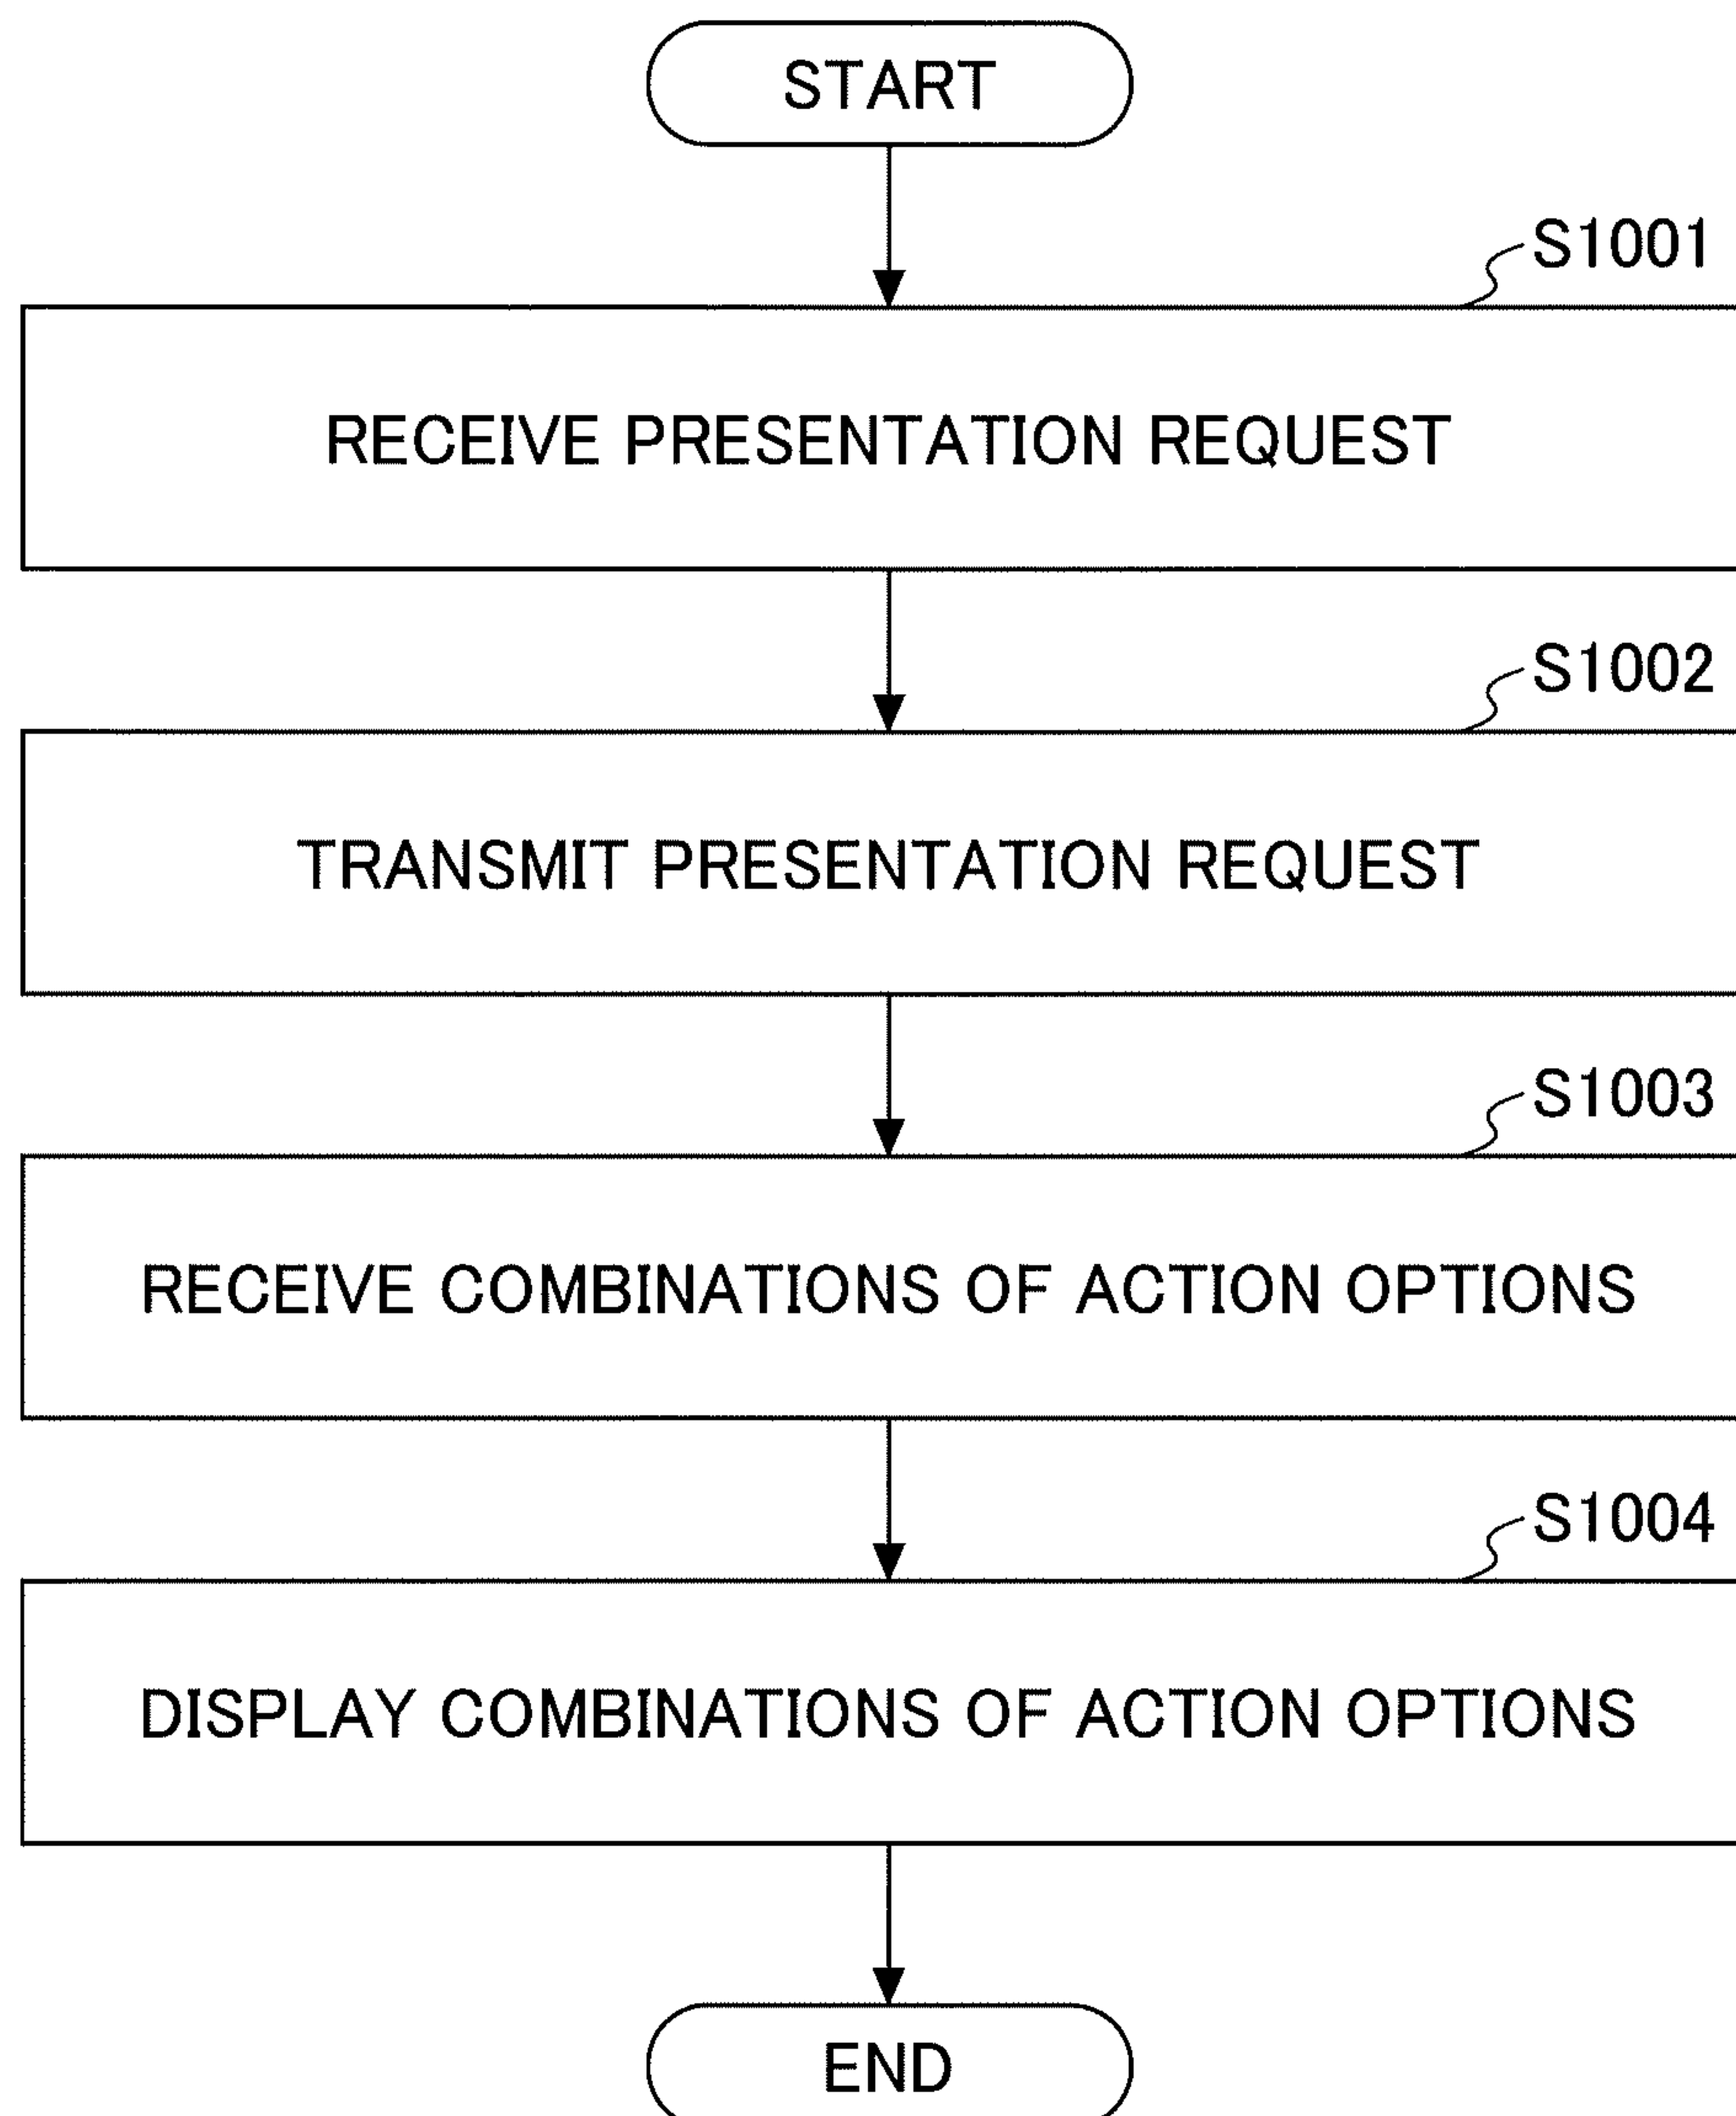 START
S1001
RECEIVE PRESENTATION REQUEST
S1002
TRANSMIT PRESENTATION REQUEST
S1003
RECEIVE COMBINATIONS OF ACTION OPTIONS
S1004
DISPLAY COMBINATIONS OF ACTION OPTIONS
END